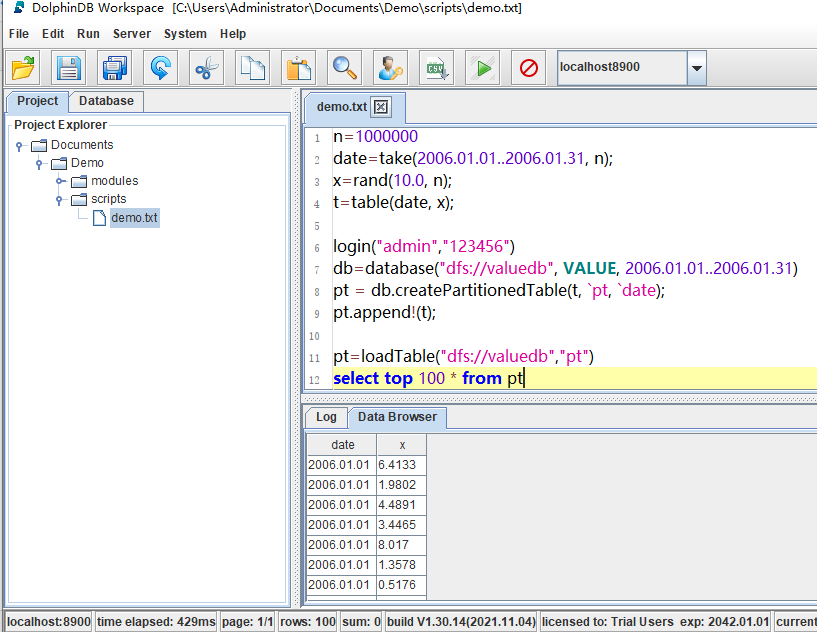 DolphinDB Workspace [C:\Users\Administrator\Documents\Demo\scripts\demo.txt]
File Edit Run Server System Help
CSV
localhost8900
Project Database
Project Explorer
Documents
Demo
modules
scripts
demo.txt
demo.txt
1 n=1000000
2 date=take(2006.01.01..2006.01.31, n);
3 x=rand(10.0, n);
4 t=table(date, x);
5
6 login("admin","123456")
7 db=database("dfs://valuedb", VALUE, 2006.01.01..2006.01.31)
8 pt = db.createPartitionedTable(t, `pt, `date);
9 pt.append!(t);
10
11 pt=loadTable("dfs://valuedb","pt")
12 select top 100 * from pt
Log Data Browser
date x
2006.01.01 6.4133
2006.01.01 1.9802
2006.01.01 4.4891
2006.01.01 3.4465
2006.01.01 8.017
2006.01.01 1.3578
2006.01.01 0.5176
localhost:8900 time elapsed: 429ms page: 1/1 rows: 100 sum: 0 build V1.30.14(2021.11.04) licensed to: Trial Users exp: 2042.01.01 current